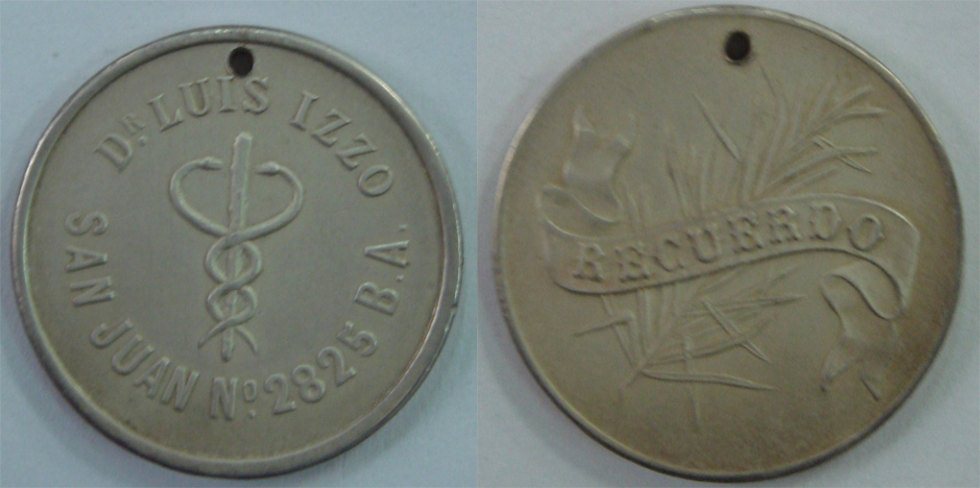 DR. LUIS IZZO
SAN JUAN Nº. 2825 B.A.
RECUERDO